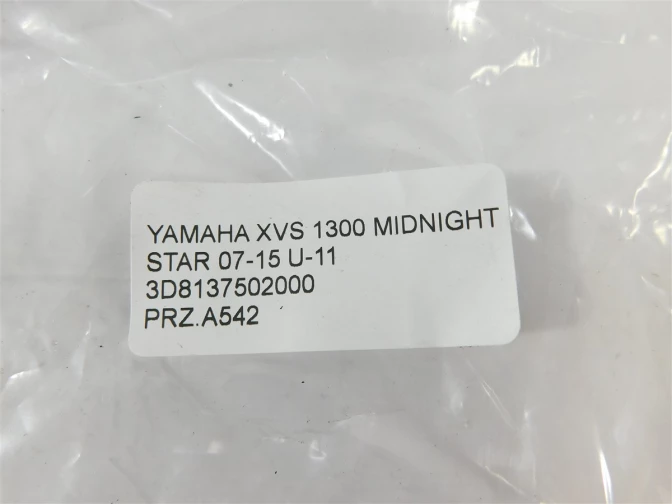 YAMAHA XVS 1300 MIDNIGHT
STAR 07-15 U-11
3D8137502000
PRZ.A542